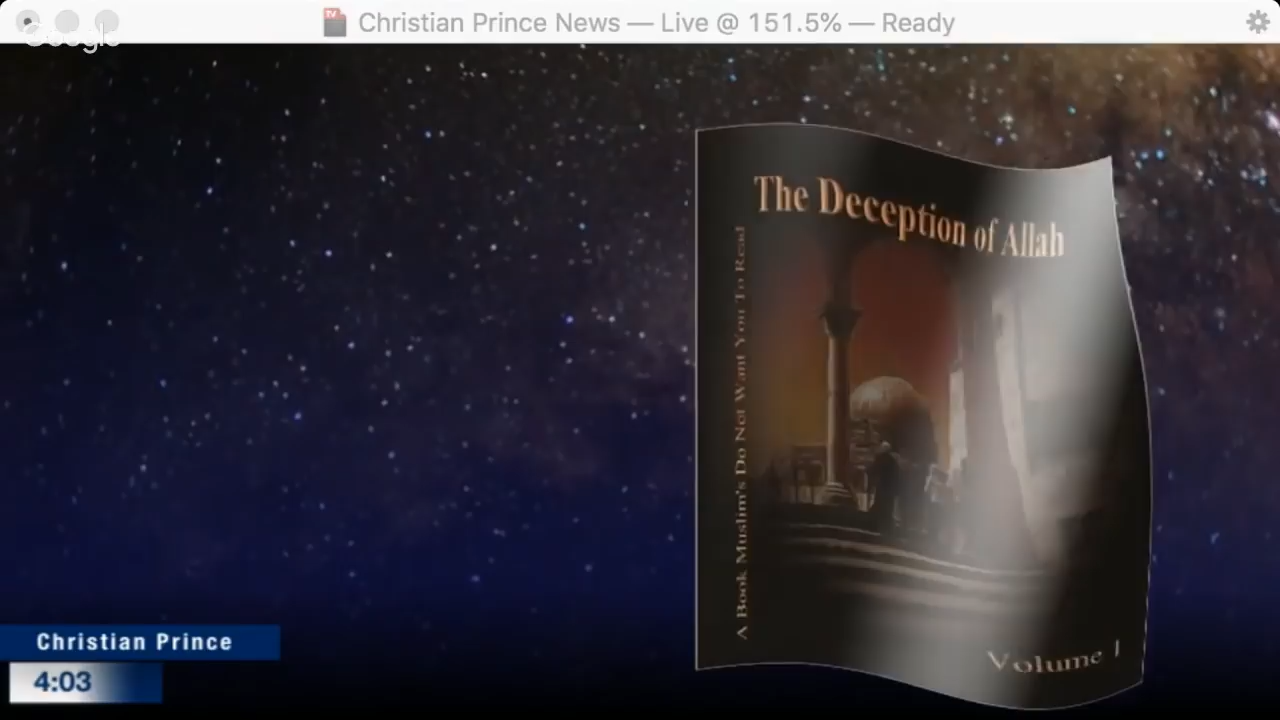 Christian Prince News — Live @ 151.5% — Ready
Google
The Deception of Allah
A Book Muslim's Do Not Want You To Read
Volume 1
Christian Prince
4:03